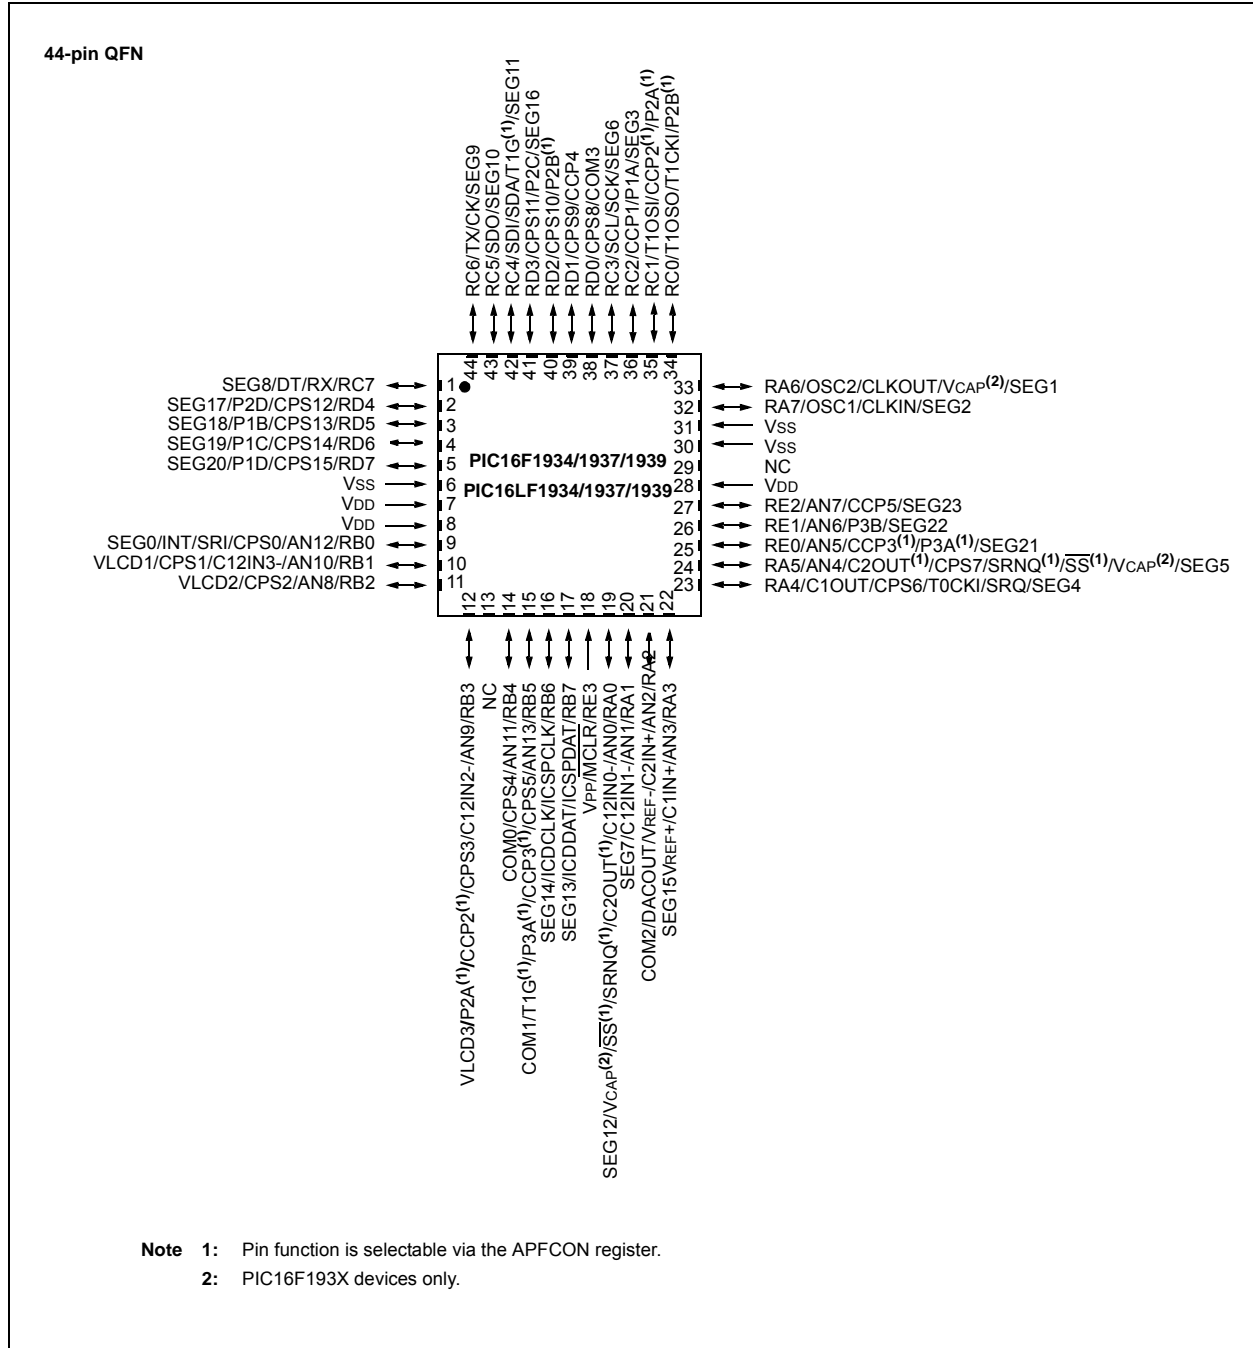 44-pin QFN
RC6/TX/CK/SEG9
RC5/SDO/SEG10
RC4/SDI/SDA/T1G(1)/SEG11
RD3/CPS11/P2C/SEG16
RD2/CPS10/P2B(1)
RD1/CPS9/CCP4
RD0/CPS8/COM3
RC3/SCL/SCK/SEG6
RC2/CCP1/P1A/SEG3
RC1/T1OSI/CCP2(1)/P2A(1)
RC0/T1OSO/T1CKI/P2B(1)
44
43
42
41
40
39
38
37
36
35
34
SEG8/DT/RX/RC7 1
SEG17/P2D/CPS12/RD4 2
SEG18/P1B/CPS13/RD5 3
SEG19/P1C/CPS14/RD6 4
SEG20/P1D/CPS15/RD7 5
VSS 6
VDD 7
VDD 8
SEG0/INT/SRI/CPS0/AN12/RB0 9
VLCD1/CPS1/C12IN3-/AN10/RB1 10
VLCD2/CPS2/AN8/RB2 11
PIC16F1934/1937/1939
PIC16LF1934/1937/1939
33 RA6/OSC2/CLKOUT/VCAP(2)/SEG1
32 RA7/OSC1/CLKIN/SEG2
31 VSS
30 VSS
29 NC
28 VDD
27 RE2/AN7/CCP5/SEG23
26 RE1/AN6/P3B/SEG22
25 RE0/AN5/CCP3(1)/P3A(1)/SEG21
24 RA5/AN4/C2OUT(1)/CPS7/SRNQ(1)/SS(1)/VCAP(2)/SEG5
23 RA4/C1OUT/CPS6/T0CKI/SRQ/SEG4
12
13
14
15
16
17
18
19
20
21
22
VLCD3/P2A(1)/CCP2(1)/CPS3/C12IN2-/AN9/RB3
NC
COM0/CPS4/AN11/RB4
COM1/T1G(1)/P3A(1)/CCP3(1)/CPS5/AN13/RB5
SEG14/ICDCLK/ICSPCLK/RB6
SEG13/ICDDAT/ICSPDAT/RB7
VPP/MCLR/RE3
SEG12/VCAP(2)/SS(1)/SRNQ(1)/C2OUT(1)/C12IN0-/AN0/RA0
SEG7/C12IN1-/AN1/RA1
COM2/DACOUT/VREF-/C2IN+/AN2/RA2
SEG15VREF+/C1IN+/AN3/RA3
Note 1: Pin function is selectable via the APFCON register.
2: PIC16F193X devices only.